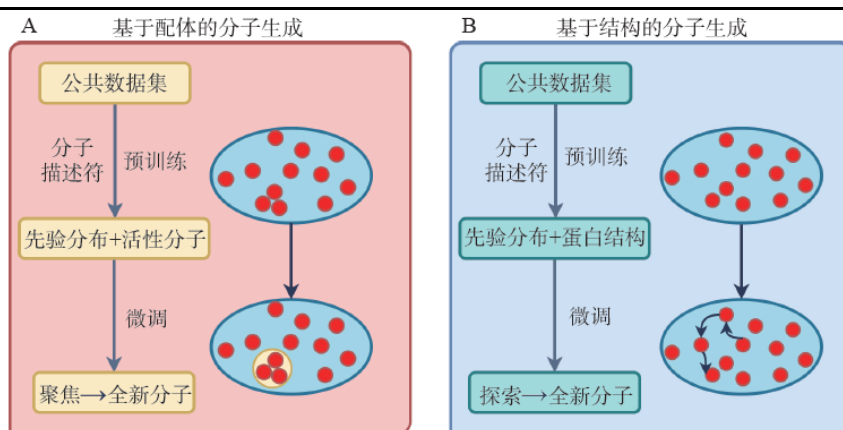 A 基于配体的分子生成
公共数据集
分子
描述符
预训练
先验分布+活性分子
微调
聚焦→全新分子
B 基于结构的分子生成
公共数据集
分子
描述符
预训练
先验分布+蛋白结构
微调
探索→全新分子